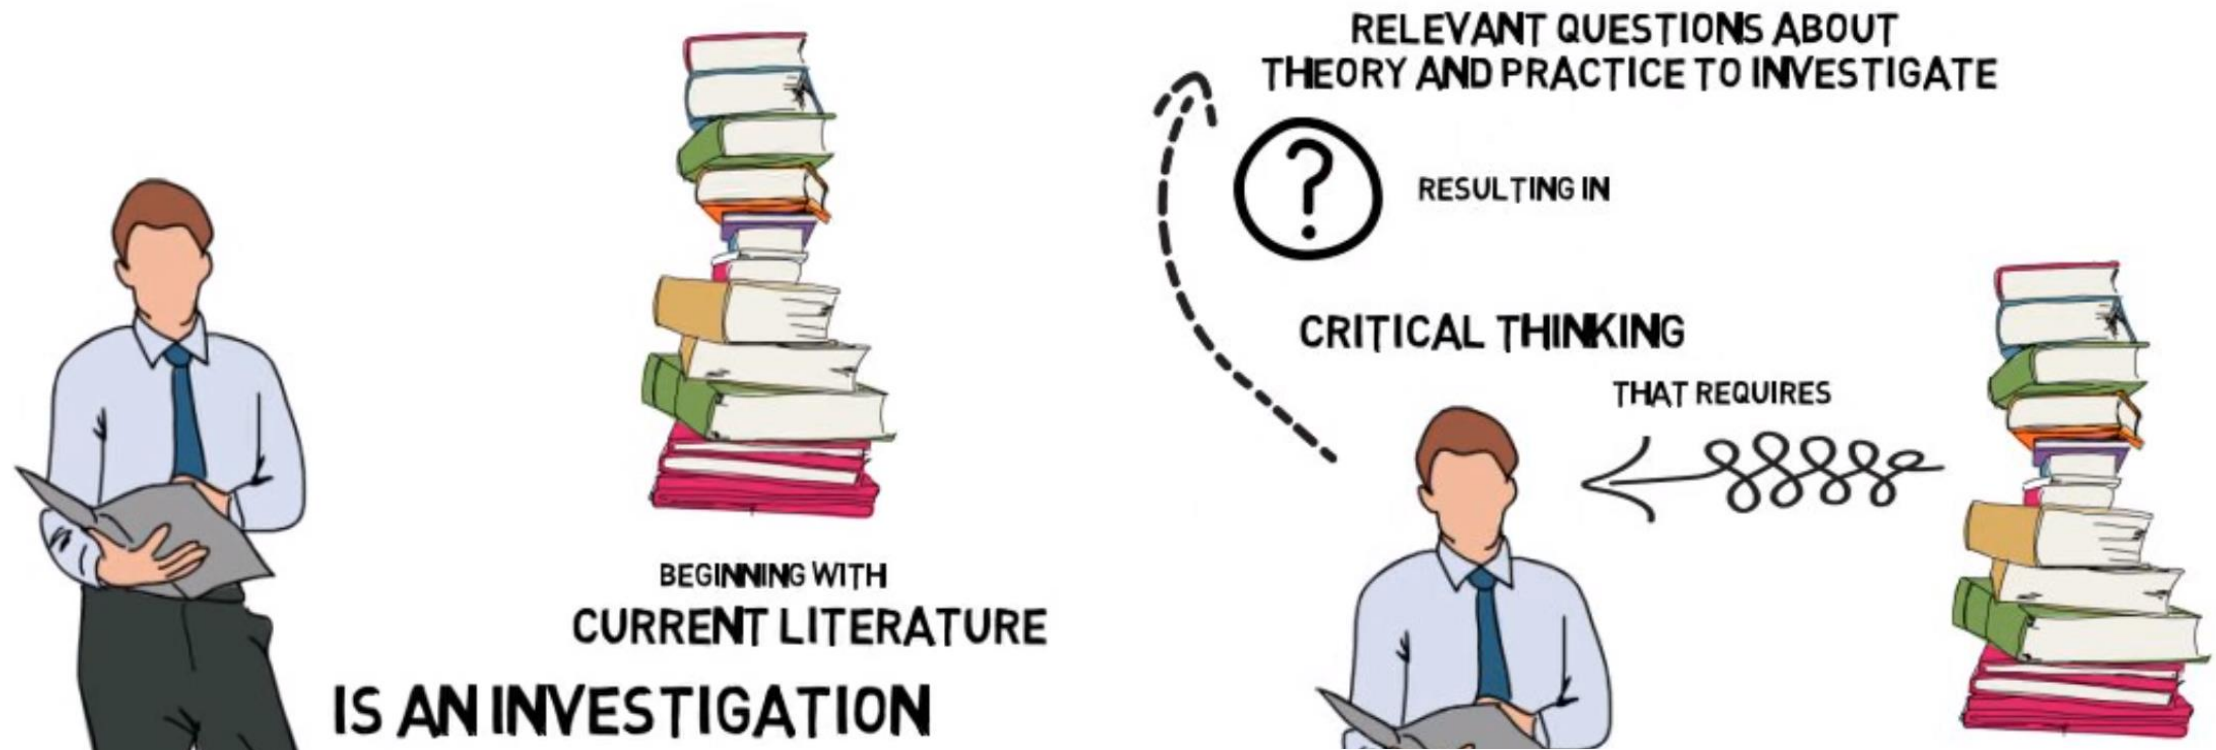 BEGINNING WITH
CURRENT LITERATURE
IS AN INVESTIGATION
RELEVANT QUESTIONS ABOUT
THEORY AND PRACTICE TO INVESTIGATE
?
RESULTING IN
CRITICAL THINKING
THAT REQUIRES